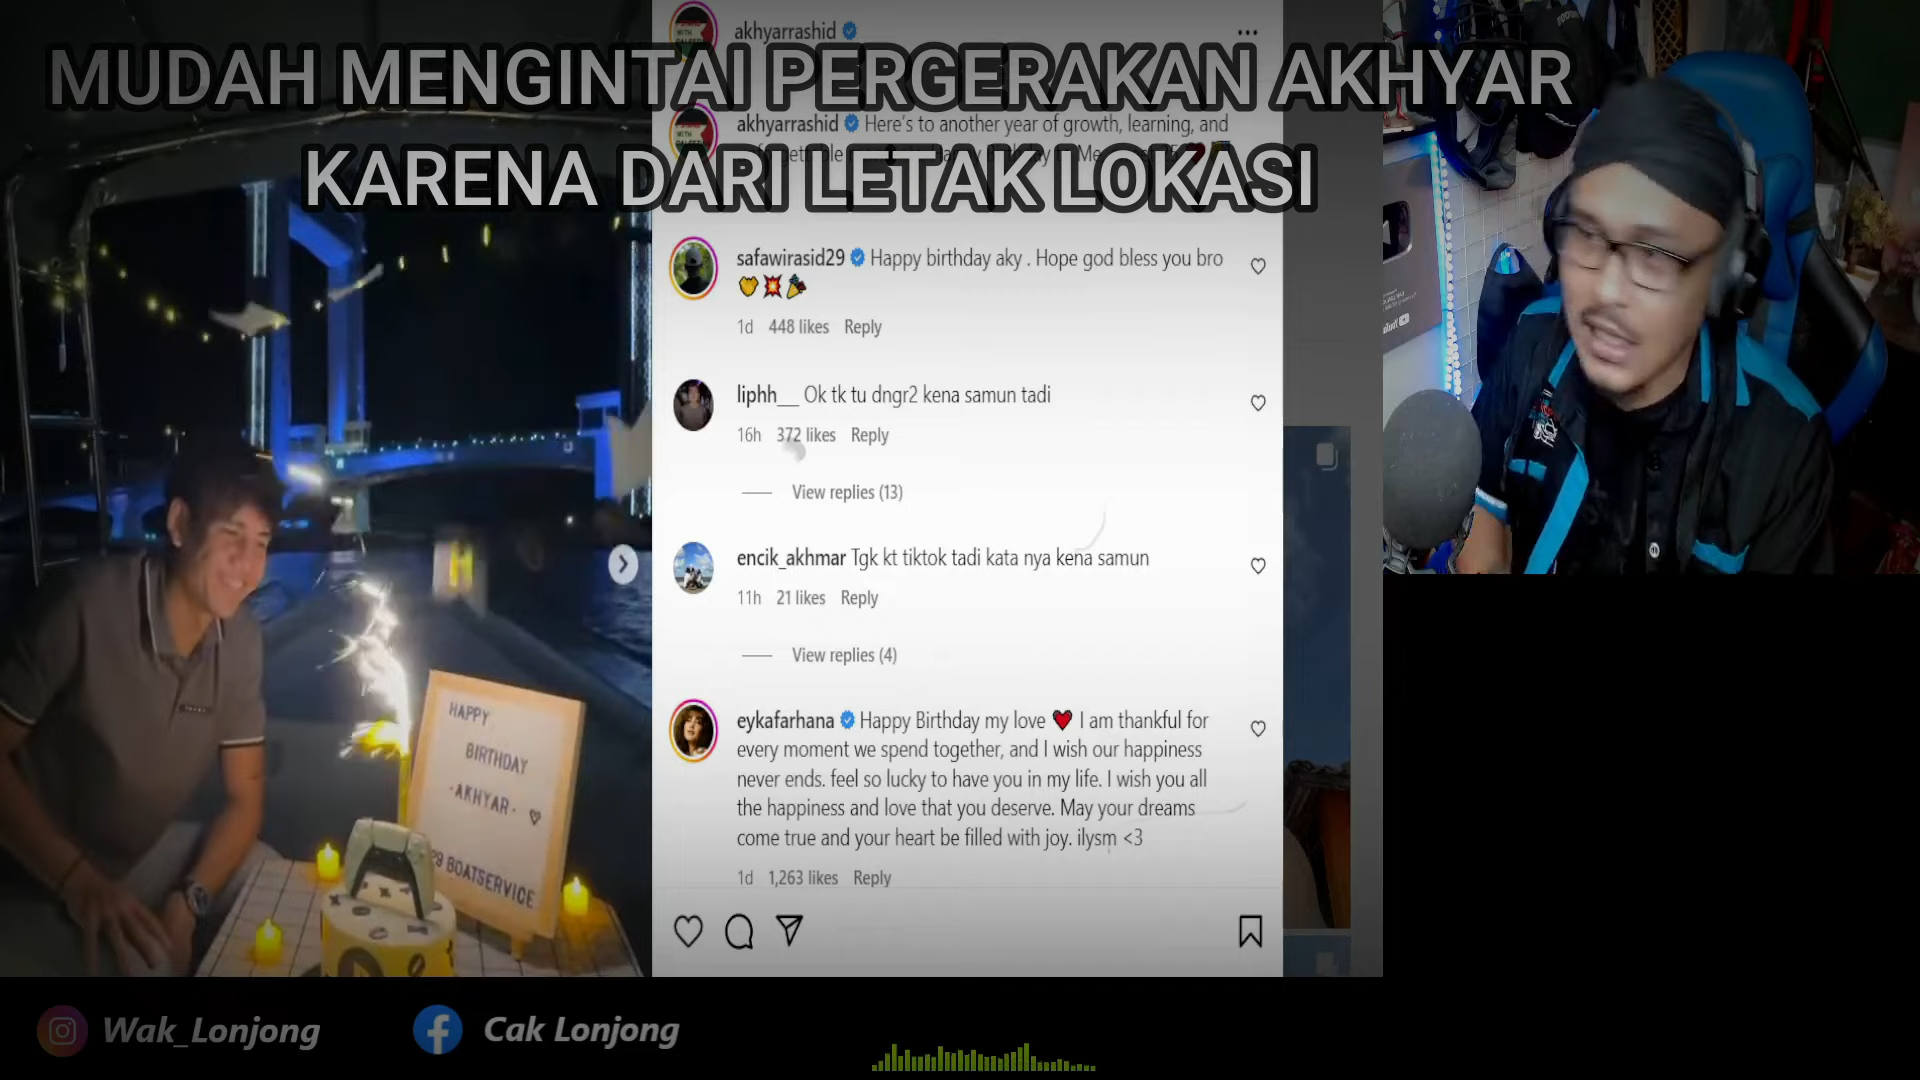 akhyarrashid
MUDAH MENGINTAI PERGERAKAN AKHYAR
akhyarrashid Here's to another year of growth, learning, and
KARENA DARI LETAK LOKASI
safawirasid29 Happy birthday aky . Hope god bless you bro
💛💥🎉
1d 448 likes Reply
liphh__ Ok tk tu dngr2 kena samun tadi
16h 372 likes Reply
View replies (13)
encik_akhmar Tgk kt tiktok tadi kata nya kena samun
11h 21 likes Reply
View replies (4)
eykafarhana Happy Birthday my love ❤️ I am thankful for
every moment we spend together, and I wish our happiness
never ends. feel so lucky to have you in my life. I wish you all
the happiness and love that you deserve. May your dreams
come true and your heart be filled with joy. ilysm <3
1d 1,263 likes Reply
HAPPY
BIRTHDAY
-AKHYAR-
29 BOATSERVICE
Wak_Lonjong
Cak Lonjong